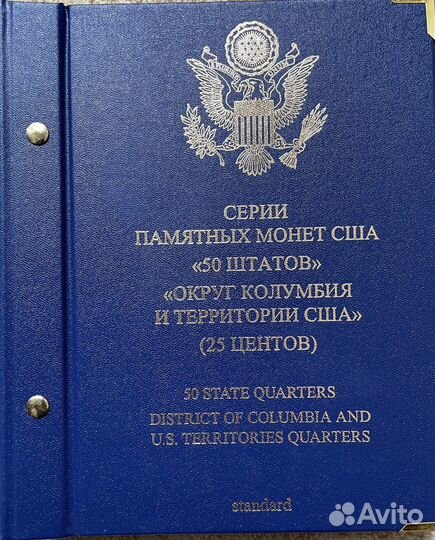 СЕРИИ
ПАМЯТНЫХ МОНЕТ США
«50 ШТАТОВ»
«ОКРУГ КОЛУМБИЯ
И ТЕРРИТОРИИ США»
(25 ЦЕНТОВ)
50 STATE QUARTERS
DISTRICT OF COLUMBIA AND
U.S. TERRITORIES QUARTERS
standard
Avito